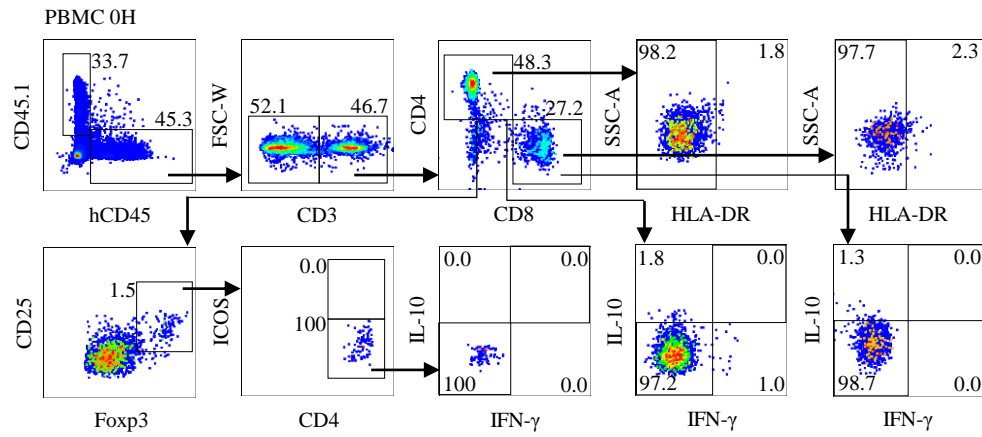 PBMC 0H
CD45.1
33.7
45.3
hCD45
FSC-W
52.1
46.7
CD3
CD4
48.3
27.2
CD8
SSC-A
98.2
1.8
HLA-DR
SSC-A
97.7
2.3
HLA-DR
CD25
1.5
Foxp3
ICOS
0.0
100
CD4
IL-10
0.0
0.0
100
0.0
IFN-γ
IL-10
1.8
0.0
97.2
1.0
IFN-γ
IL-10
1.3
0.0
98.7
0.0
IFN-γ